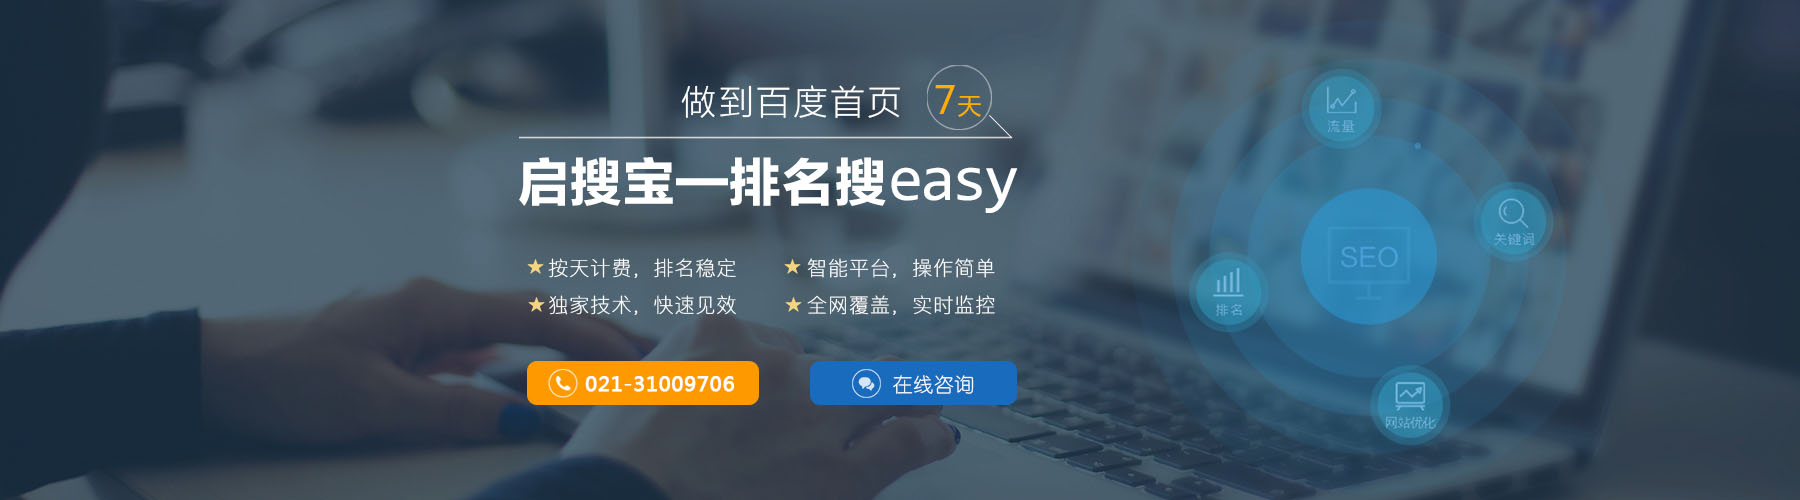 做到百度首页 7天
启搜宝—排名搜easy
★按天计费，排名稳定
★智能平台，操作简单
★独家技术，快速见效
★全网覆盖，实时监控
021-31009706
在线咨询
流量
关键词
SEO
排名
网站优化